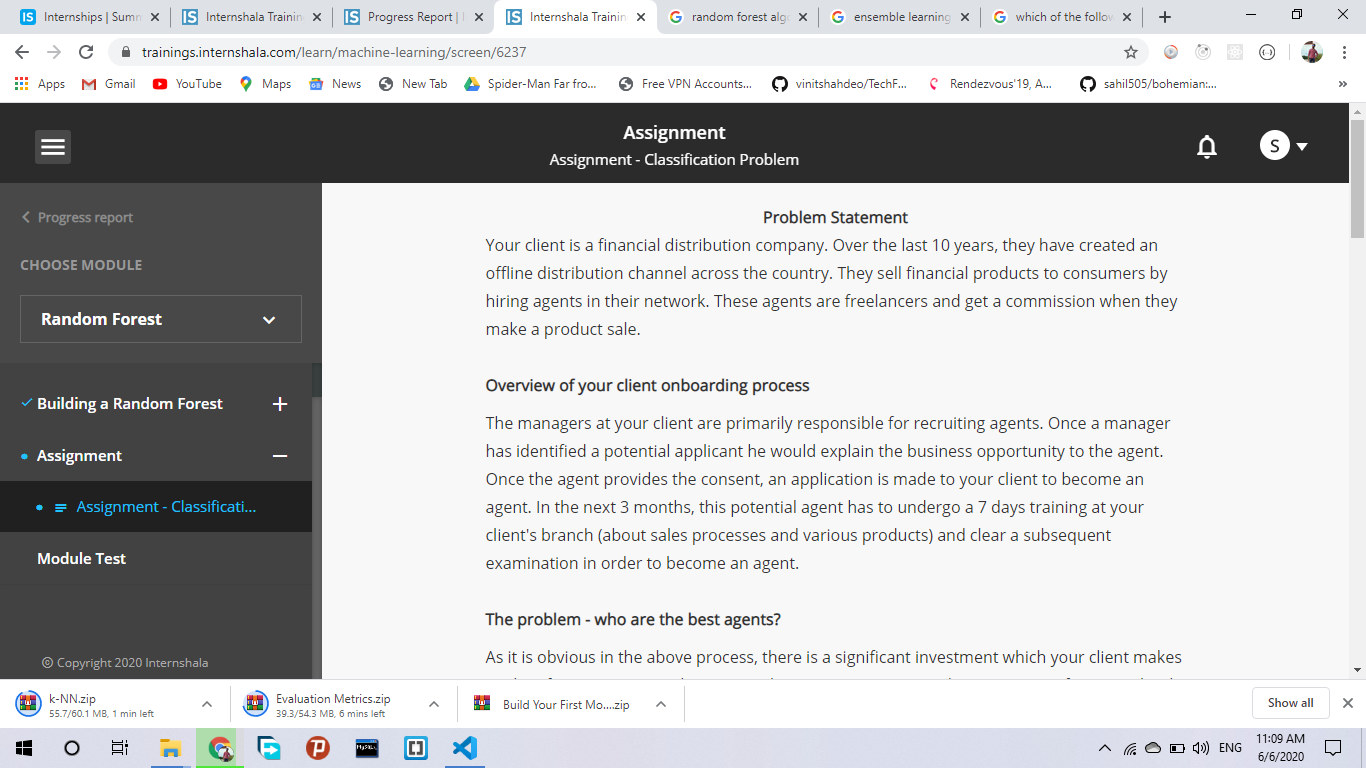 Internships | Summ
Internshala Trainin
Progress Report |
Internshala Trainin
random forest algo
ensemble learning
which of the follow
trainings.internshala.com/learn/machine-learning/screen/6237
Apps
Gmail
YouTube
Maps
News
New Tab
Spider-Man Far fro...
Free VPN Accounts...
vinitshahdeo/TechF...
Rendezvous'19, A...
sahil505/bohemian:...
Assignment
Assignment - Classification Problem
S
Progress report
CHOOSE MODULE
Random Forest
Building a Random Forest
Assignment
Assignment - Classificati...
Module Test
© Copyright 2020 Internshala
Problem Statement
Your client is a financial distribution company. Over the last 10 years, they have created an
offline distribution channel across the country. They sell financial products to consumers by
hiring agents in their network. These agents are freelancers and get a commission when they
make a product sale.
Overview of your client onboarding process
The managers at your client are primarily responsible for recruiting agents. Once a manager
has identified a potential applicant he would explain the business opportunity to the agent.
Once the agent provides the consent, an application is made to your client to become an
agent. In the next 3 months, this potential agent has to undergo a 7 days training at your
client's branch (about sales processes and various products) and clear a subsequent
examination in order to become an agent.
The problem - who are the best agents?
As it is obvious in the above process, there is a significant investment which your client makes
k-NN.zip
55.7/60.1 MB, 1 min left
Evaluation Metrics.zip
39.3/54.3 MB, 6 mins left
Build Your First Mo....zip
Show all
ENG
11:09 AM
6/6/2020